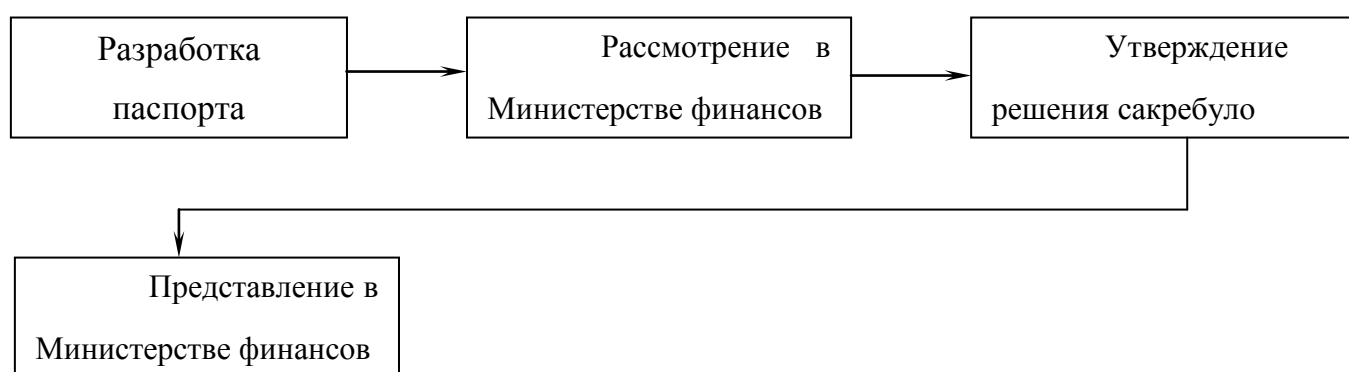 Разработка
паспорта
Рассмотрение в
Министерстве финансов
Утверждение
решения сакребуло
Представление в
Министерстве финансов